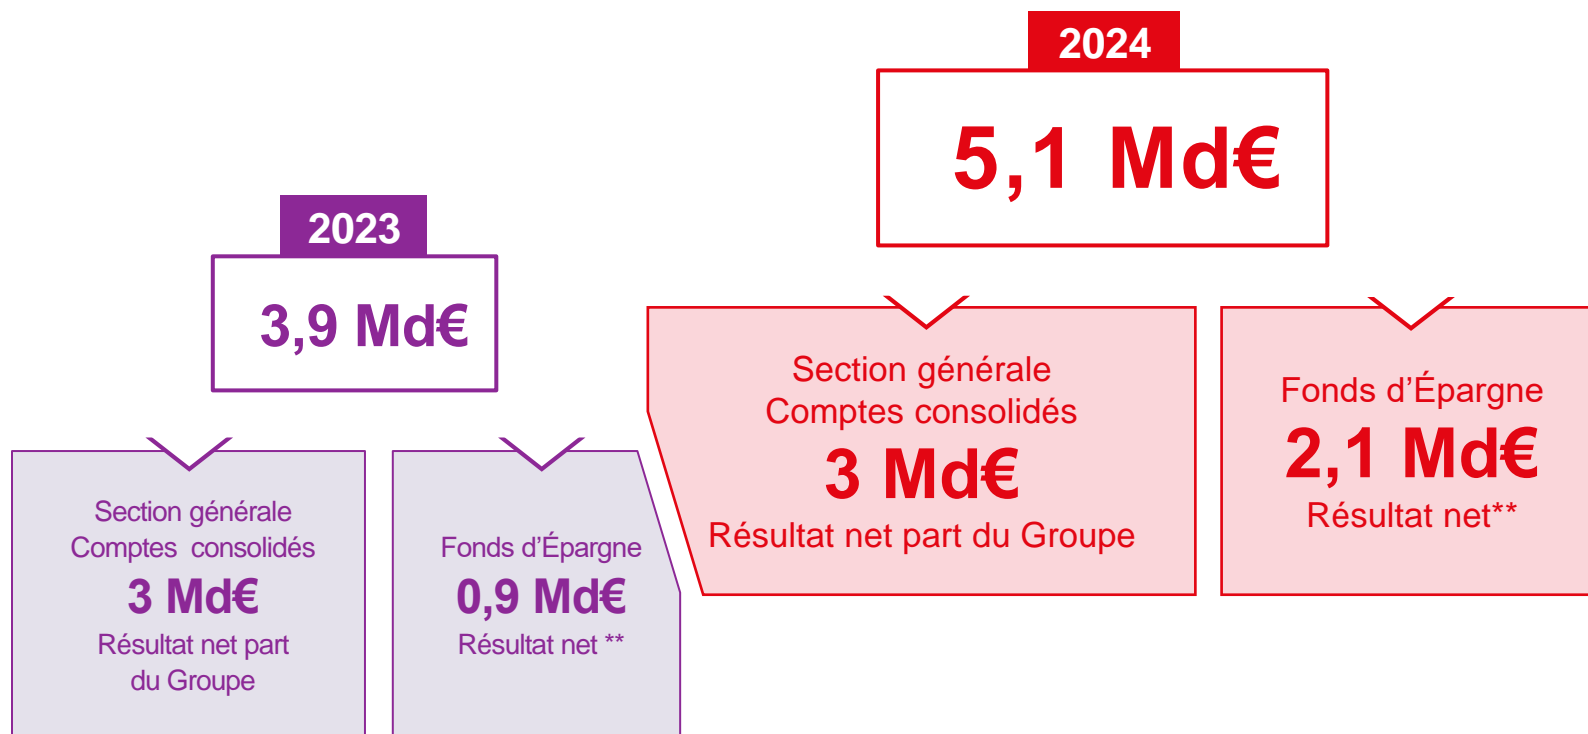 2023
3,9 Md€
Section générale
Comptes consolidés
3 Md€
Résultat net part
du Groupe
Fonds d’Épargne
0,9 Md€
Résultat net **
2024
5,1 Md€
Section générale
Comptes consolidés
3 Md€
Résultat net part du Groupe
Fonds d’Épargne
2,1 Md€
Résultat net**